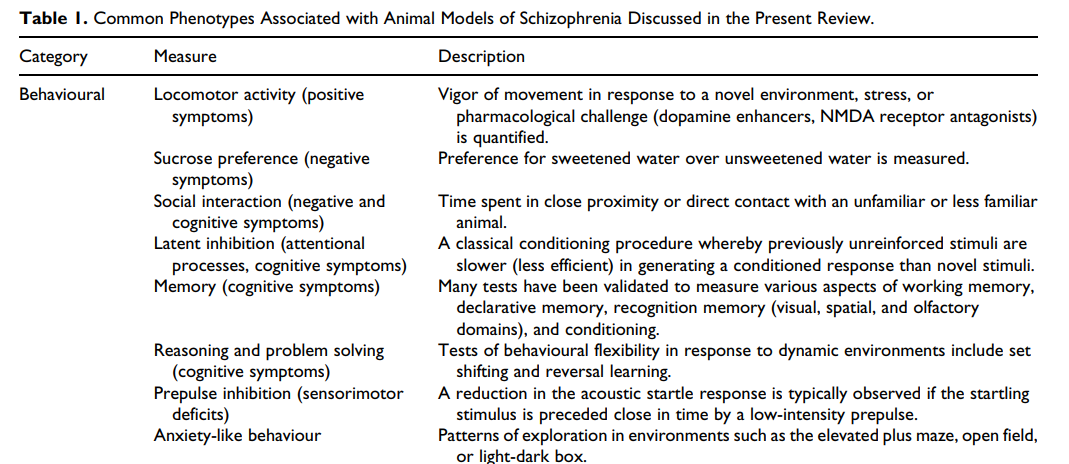 Table 1. Common Phenotypes Associated with Animal Models of Schizophrenia Discussed in the Present Review.
Category Measure Description
Behavioural Locomotor activity (positive Vigor of movement in response to a novel environment, stress, or
symptoms) pharmacological challenge (dopamine enhancers, NMDA receptor antagonists)
is quantified.
Sucrose preference (negative Preference for sweetened water over unsweetened water is measured.
symptoms)
Social interaction (negative and Time spent in close proximity or direct contact with an unfamiliar or less familiar
cognitive symptoms) animal.
Latent inhibition (attentional A classical conditioning procedure whereby previously unreinforced stimuli are
processes, cognitive symptoms) slower (less efficient) in generating a conditioned response than novel stimuli.
Memory (cognitive symptoms) Many tests have been validated to measure various aspects of working memory,
declarative memory, recognition memory (visual, spatial, and olfactory
domains), and conditioning.
Reasoning and problem solving Tests of behavioural flexibility in response to dynamic environments include set
(cognitive symptoms) shifting and reversal learning.
Prepulse inhibition (sensorimotor A reduction in the acoustic startle response is typically observed if the startling
deficits) stimulus is preceded close in time by a low-intensity prepulse.
Anxiety-like behaviour Patterns of exploration in environments such as the elevated plus maze, open field,
or light-dark box.